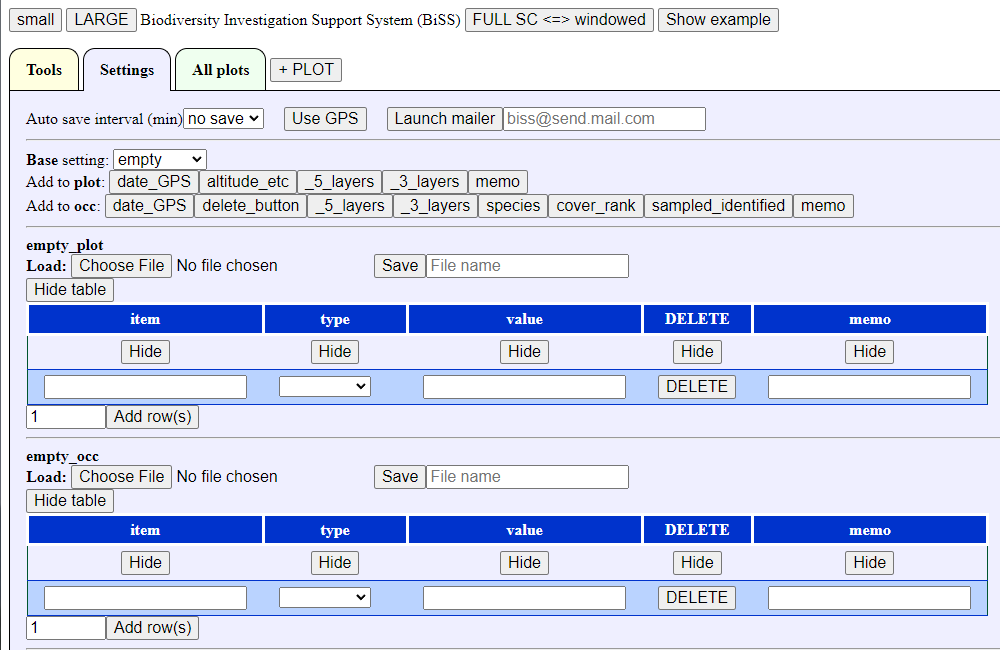 small LARGE Biodiversity Investigation Support System (BiSS) FULL SC <=> windowed Show example
Tools Settings All plots + PLOT
Auto save interval (min) no save Use GPS Launch mailer biss@send.mail.com
Base setting: empty
Add to plot: date_GPS altitude_etc _5_layers _3_layers memo
Add to occ: date_GPS delete_button _5_layers _3_layers species cover_rank sampled_identified memo
empty_plot
Load: Choose File No file chosen Save File name
Hide table
item type value DELETE memo
Hide Hide Hide Hide Hide
DELETE
1 Add row(s)
empty_occ
Load: Choose File No file chosen Save File name
Hide table
item type value DELETE memo
Hide Hide Hide Hide Hide
DELETE
1 Add row(s)